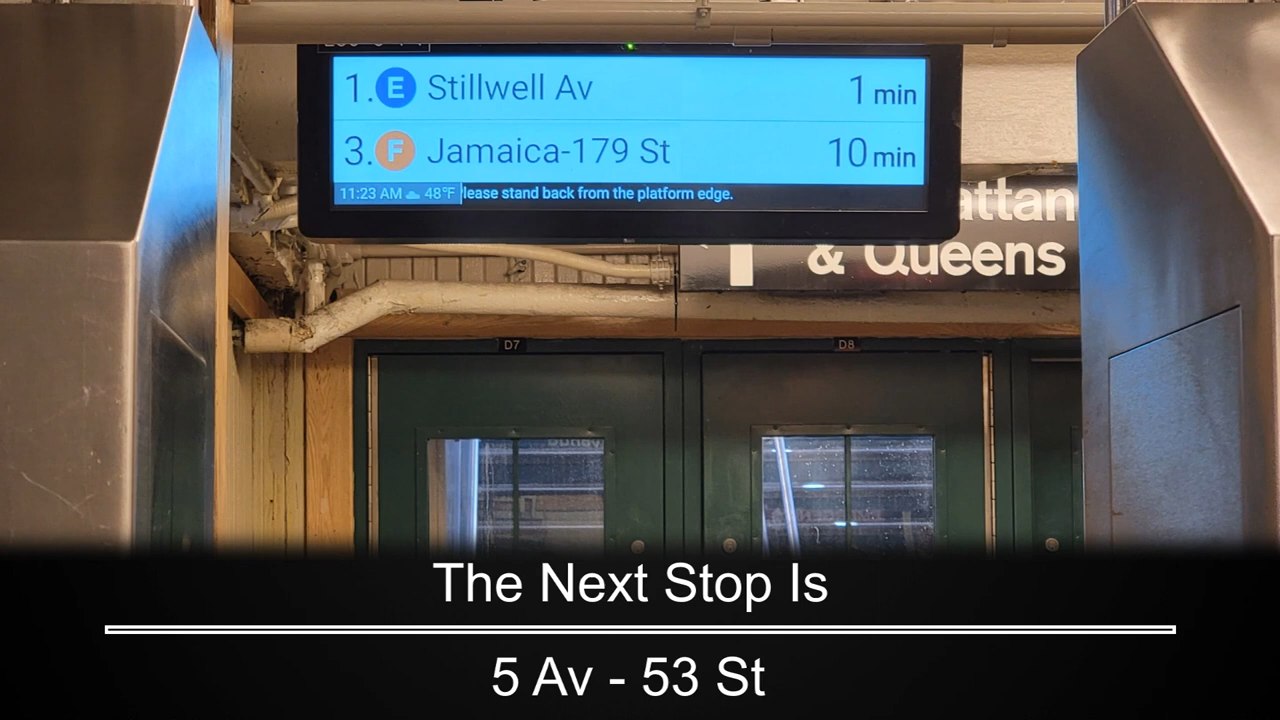 1. E Stillwell Av 1 min
3. F Jamaica-179 St 10 min
11:23 AM 48°F lease stand back from the platform edge.
attan
& Queens
D7 D8
The Next Stop Is
5 Av - 53 St